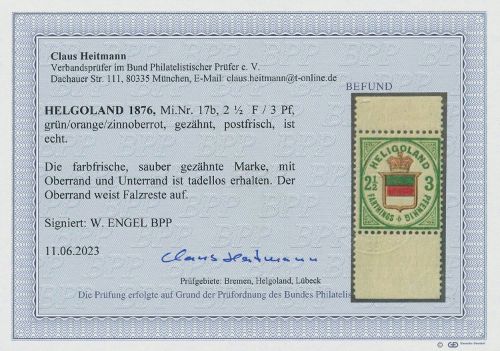 Claus Heitmann
Verbandsprüfer im Bund Philatelistischer Prüfer e. V.
Dachauer Str. 111, 80335 München, E-Mail: claus.heitmann@t-online.de
BEFUND
HELGOLAND 1876, Mi.Nr. 17b, 2 ½ F / 3 Pf,
grün/orange/zinnoberrot, gezähnt, postfrisch, ist
echt.
Die farbfrische, sauber gezähnte Marke, mit
Oberrand und Unterrand ist tadellos erhalten. Der
Oberrand weist Falzreste auf.
Signiert: W. ENGEL BPP
11.06.2023
Claus Heitmann
Prüfgebiete: Bremen, Helgoland, Lübeck
Die Prüfung erfolgte auf Grund der Prüfordnung des Bundes Philatelis
HELIGOLAND
2½ 3
FARTHINGS PFENNIG
BPP